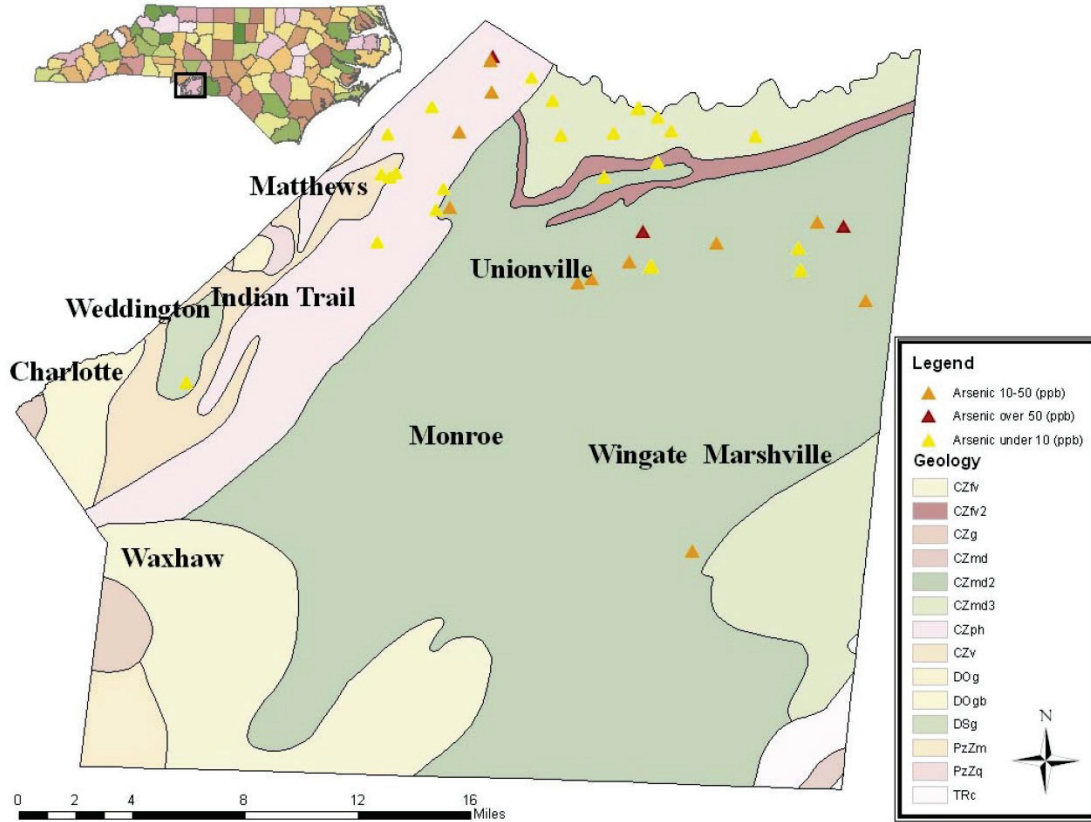 Matthews
Unionville
Indian Trail
Weddington
Charlotte
Monroe
Wingate Marshville
Waxhaw
Legend
Arsenic 10-50 (ppb)
Arsenic over 50 (ppb)
Arsenic under 10 (ppb)
Geology
CZfv
CZfv2
CZg
CZmd
CZmd2
CZmd3
CZph
CZv
DOg
DOgb
DSg
PzZm
PzZq
TRc
N
0 2 4 8 12 16
Miles